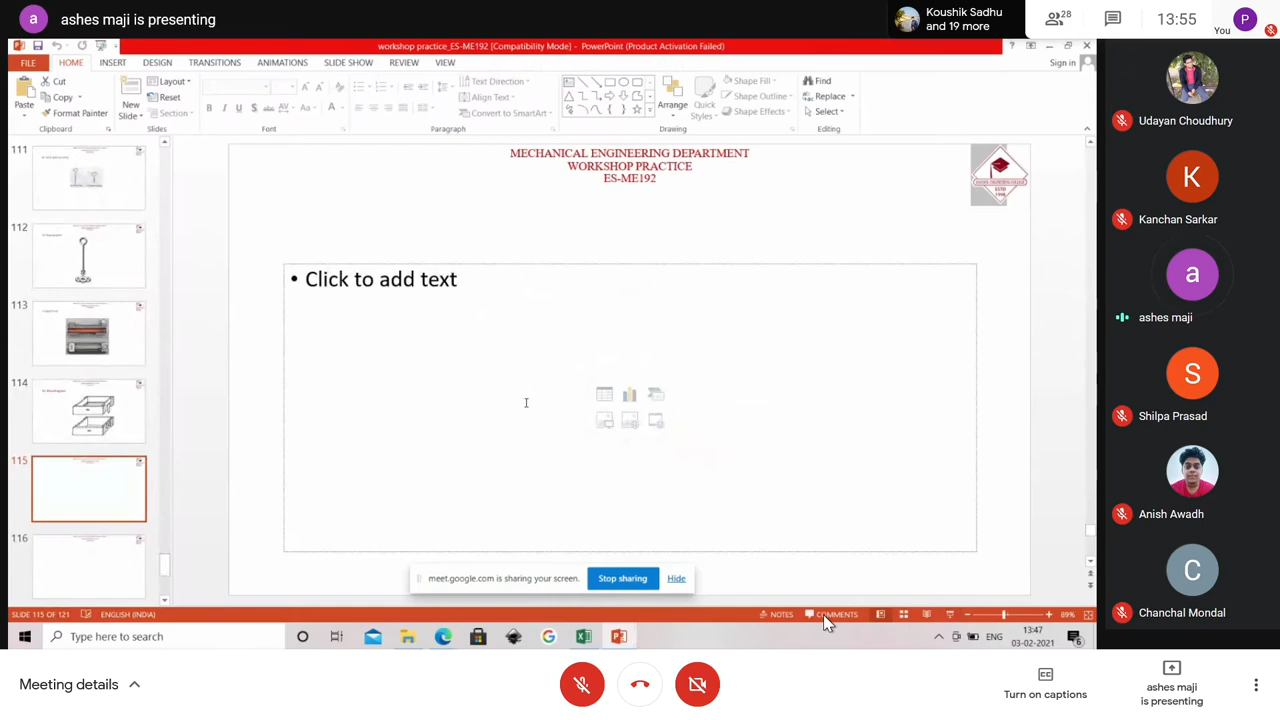 a ashes maji is presenting
Koushik Sadhu
and 19 more
28
13:55
You
P
workshop practice_ES-ME192 [Compatibility Mode] - PowerPoint (Product Activation Failed)
FILE HOME INSERT DESIGN TRANSITIONS ANIMATIONS SLIDE SHOW REVIEW VIEW Sign in
Paste
Cut
Copy
Format Painter
Clipboard
New
Slide
Layout
Reset
Section
Slides
B I U S abc AV Aa A
Font
Text Direction
Align Text
Convert to SmartArt
Paragraph
Arrange
Quick
Styles
Shape Fill
Shape Outline
Shape Effects
Drawing
Find
Replace
Select
Editing
111
112
113
114
115
116
MECHANICAL ENGINEERING DEPARTMENT
WORKSHOP PRACTICE
ES-ME192
ESTD
1998
• Click to add text
meet.google.com is sharing your screen. Stop sharing Hide
SLIDE 115 OF 121 ENGLISH (INDIA) NOTES COMMENTS 89%
Type here to search
ENG
13:47
03-02-2021
6
Udayan Choudhury
K
Kanchan Sarkar
a
ashes maji
S
Shilpa Prasad
Anish Awadh
C
Chanchal Mondal
Meeting details
Turn on captions
ashes maji
is presenting